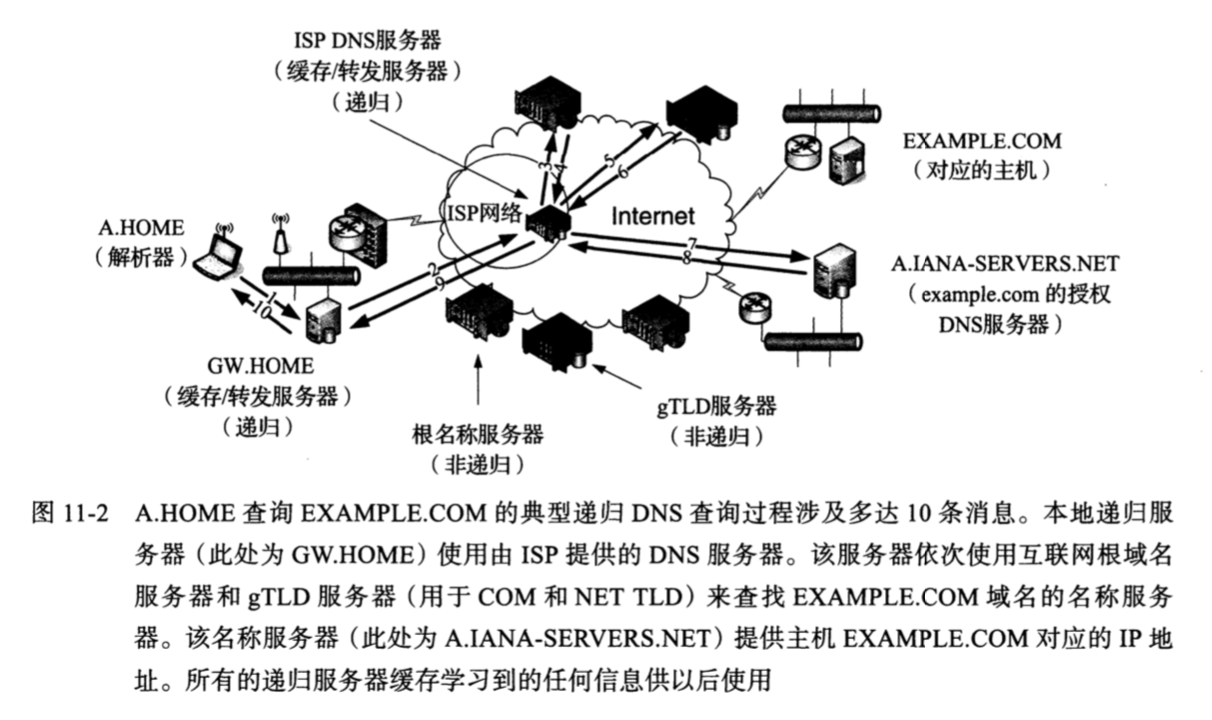 ISP DNS服务器
（缓存/转发服务器）
（递归）
EXAMPLE.COM
（对应的主机）
3
4
5
6
ISP网络
Internet
A.HOME
（解析器）
2
9
7
8
A.IANA-SERVERS.NET
（example.com 的授权
DNS服务器）
1
10
GW.HOME
（缓存/转发服务器）
（递归）
根名称服务器
（非递归）
gTLD服务器
（非递归）
图 11-2 A.HOME 查询 EXAMPLE.COM 的典型递归 DNS 查询过程涉及多达 10 条消息。本地递归服
务器（此处为 GW.HOME）使用由 ISP 提供的 DNS 服务器。该服务器依次使用互联网根域名
服务器和 gTLD 服务器（用于 COM 和 NET TLD）来查找 EXAMPLE.COM 域名的名称服务
器。该名称服务器（此处为 A.IANA-SERVERS.NET）提供主机 EXAMPLE.COM 对应的 IP 地
址。所有的递归服务器缓存学习到的任何信息供以后使用